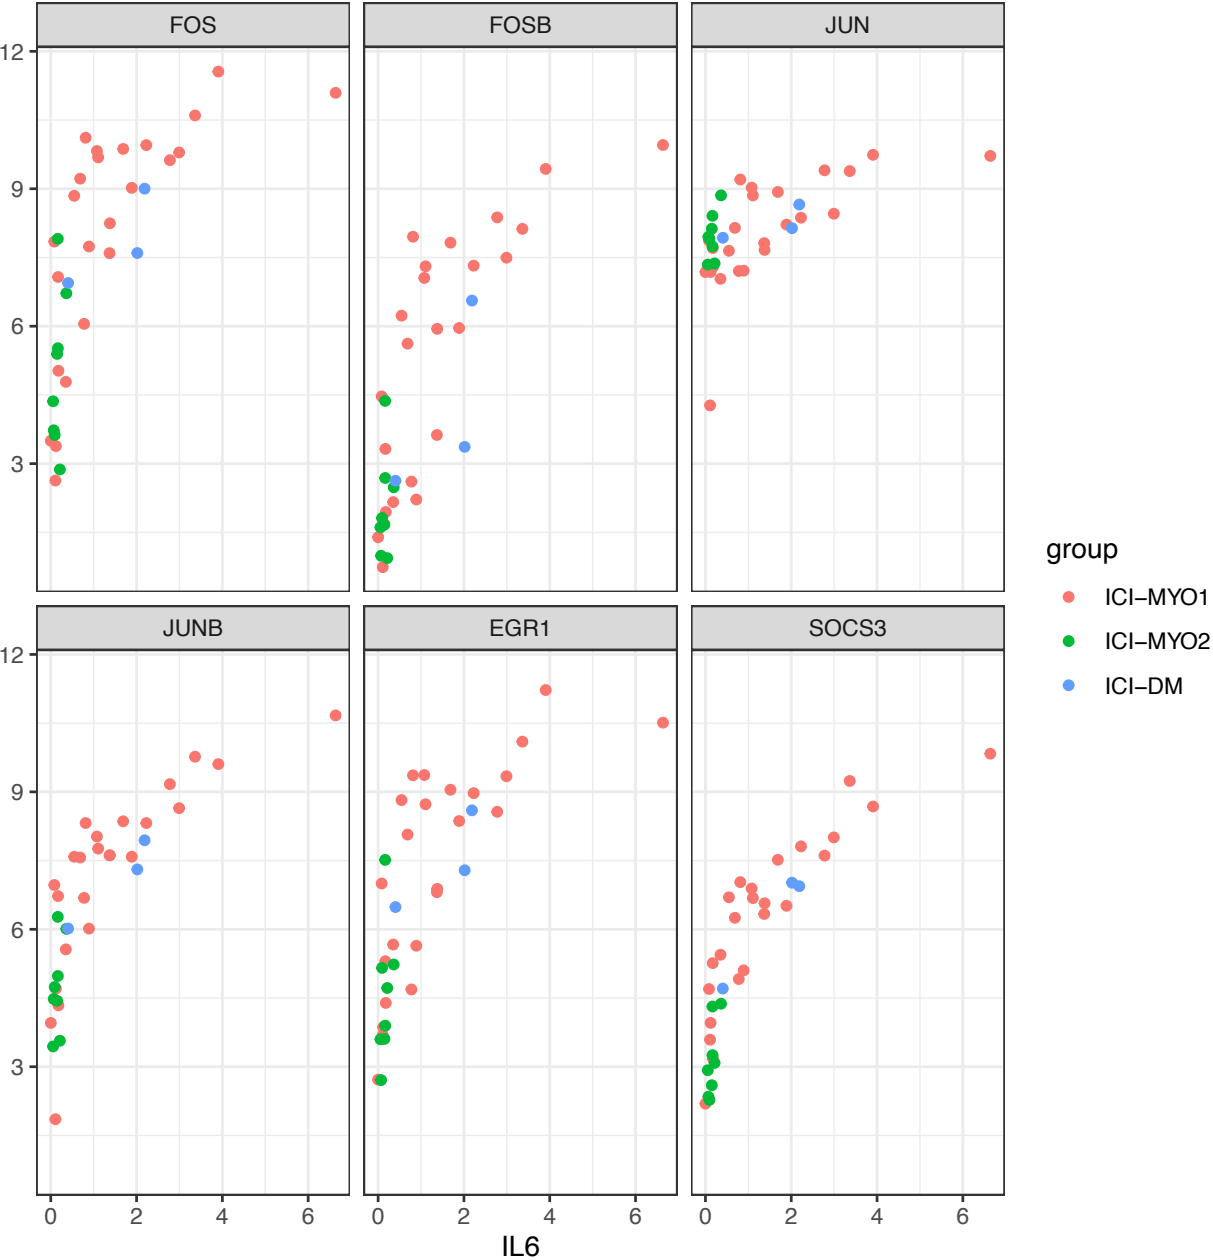 FOS FOSB JUN
12
9
6
3
group
ICI−MYO1
ICI−MYO2
ICI−DM
JUNB EGR1 SOCS3
12
9
6
3
0 2 4 6 0 2 4 6 0 2 4 6
IL6